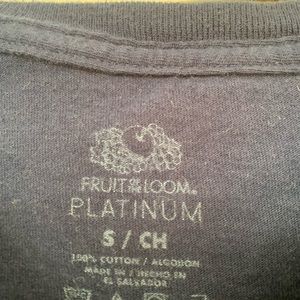 FRUIT OF THE LOOM®
PLATINUM
S / CH
100% COTTON / ALGODON
MADE IN / HECHO EN
EL SALVADOR